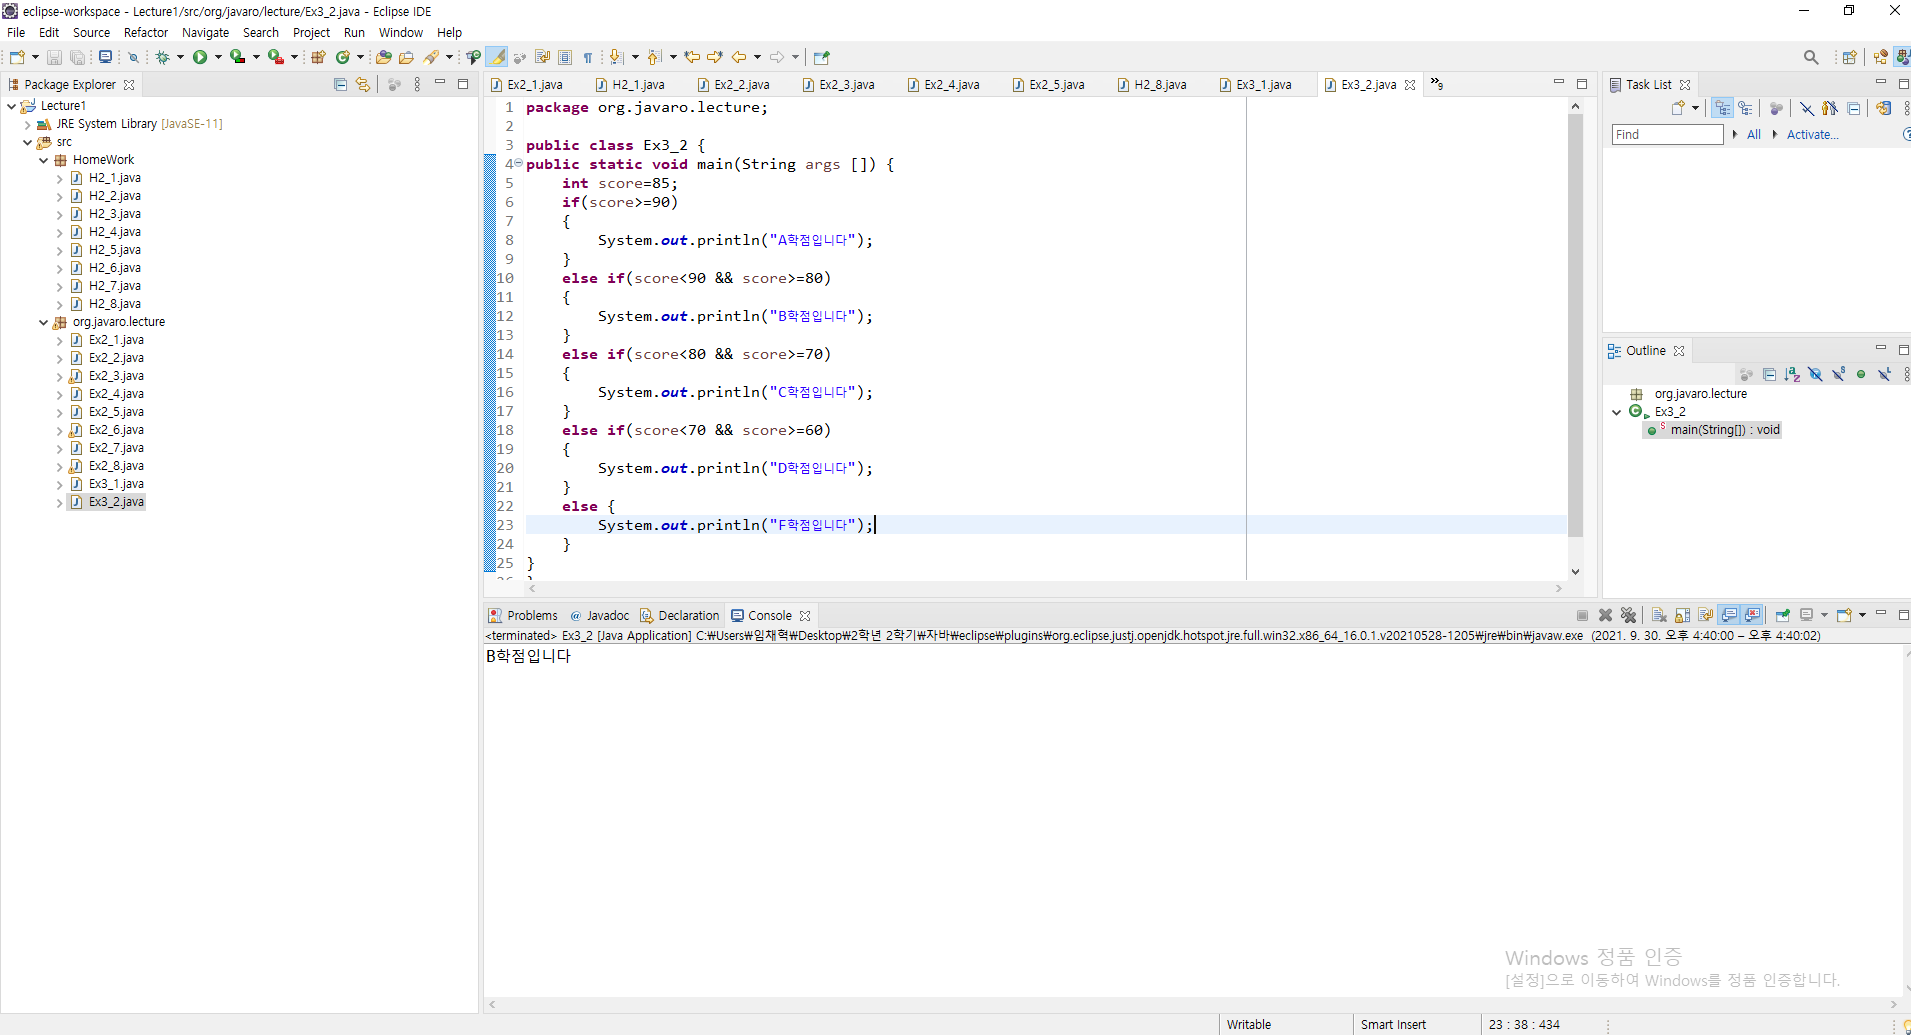 eclipse-workspace - Lecture1/src/org/javaro/lecture/Ex3_2.java - Eclipse IDE
File Edit Source Refactor Navigate Search Project Run Window Help
Package Explorer
Lecture1
JRE System Library [JavaSE-11]
src
HomeWork
H2_1.java
H2_2.java
H2_3.java
H2_4.java
H2_5.java
H2_6.java
H2_7.java
H2_8.java
org.javaro.lecture
Ex2_1.java
Ex2_2.java
Ex2_3.java
Ex2_4.java
Ex2_5.java
Ex2_6.java
Ex2_7.java
Ex2_8.java
Ex3_1.java
Ex3_2.java
Ex2_1.java H2_1.java Ex2_2.java Ex2_3.java Ex2_4.java Ex2_5.java H2_8.java Ex3_1.java Ex3_2.java »9
1 package org.javaro.lecture;
2
3 public class Ex3_2 {
4 public static void main(String args []) {
5 int score=85;
6 if(score>=90)
7 {
8 System.out.println("A학점입니다");
9 }
10 else if(score<90 && score>=80)
11 {
12 System.out.println("B학점입니다");
13 }
14 else if(score<80 && score>=70)
15 {
16 System.out.println("C학점입니다");
17 }
18 else if(score<70 && score>=60)
19 {
20 System.out.println("D학점입니다");
21 }
22 else {
23 System.out.println("F학점입니다");
24 }
25 }
Task List
Find All Activate...
Outline
org.javaro.lecture
Ex3_2
main(String[]) : void
Problems Javadoc Declaration Console
<terminated> Ex3_2 [Java Application] C:₩Users₩임채혁₩Desktop₩2학년 2학기₩자바₩eclipse₩plugins₩org.eclipse.justj.openjdk.hotspot.jre.full.win32.x86_64_16.0.1.v20210528-1205₩jre₩bin₩javaw.exe (2021. 9. 30. 오후 4:40:00 – 오후 4:40:02)
B학점입니다
Windows 정품 인증
[설정]으로 이동하여 Windows를 정품 인증합니다.
Writable Smart Insert 23 : 38 : 434